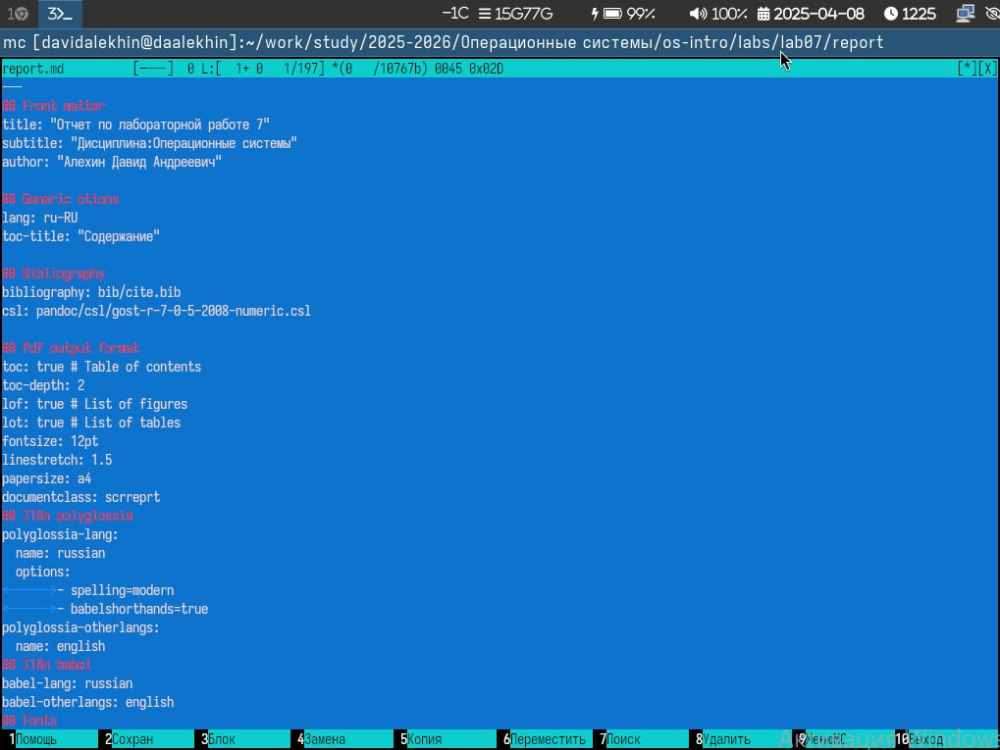 1 3>_ -1C 15G77G 99% 100% 2025-04-08 1225
mc [davidalekhin@daalekhin]:~/work/study/2025-2026/Операционные системы/os-intro/labs/lab07/report
report.md [----] 0 L:[ 1+ 0 1/197] *(0 /10767b) 0045 0x02D [*][X]
---
## Front matter
title: "Отчет по лабораторной работе 7"
subtitle: "Дисциплина:Операционные системы"
author: "Алехин Давид Андреевич"
## Generic otions
lang: ru-RU
toc-title: "Содержание"
## Bibliography
bibliography: bib/cite.bib
csl: pandoc/csl/gost-r-7-0-5-2008-numeric.csl
## Pdf output format
toc: true # Table of contents
toc-depth: 2
lof: true # List of figures
lot: true # List of tables
fontsize: 12pt
linestretch: 1.5
papersize: a4
documentclass: scrreprt
## I18n polyglossia
polyglossia-lang:
name: russian
options:
<------>- spelling=modern
<------>- babelshorthands=true
polyglossia-otherlangs:
name: english
## I18n babel
babel-lang: russian
babel-otherlangs: english
## Fonts
1Помощь 2Сохран 3Блок 4Замена 5Копия 6Переместить 7Поиск 8Удалить 9 10Выход
Активация Windows